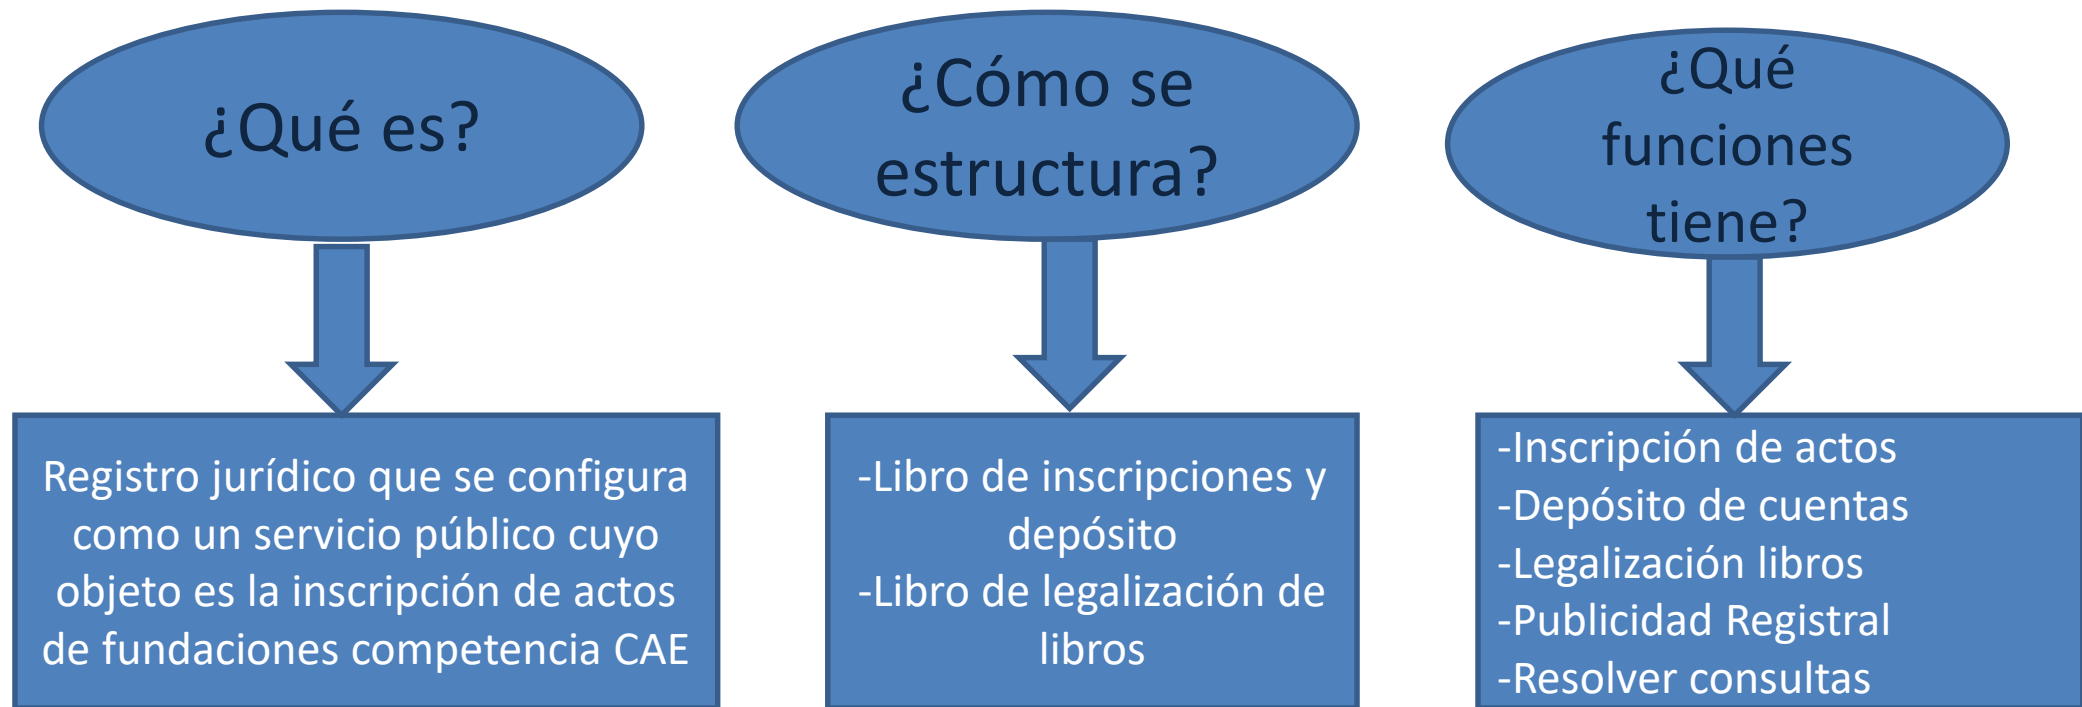 ¿Qué es?
Registro jurídico que se configura
como un servicio público cuyo
objeto es la inscripción de actos
de fundaciones competencia CAE
¿Cómo se
estructura?
-Libro de inscripciones y
depósito
-Libro de legalización de
libros
¿Qué
funciones
tiene?
-Inscripción de actos
-Depósito de cuentas
-Legalización libros
-Publicidad Registral
-Resolver consultas